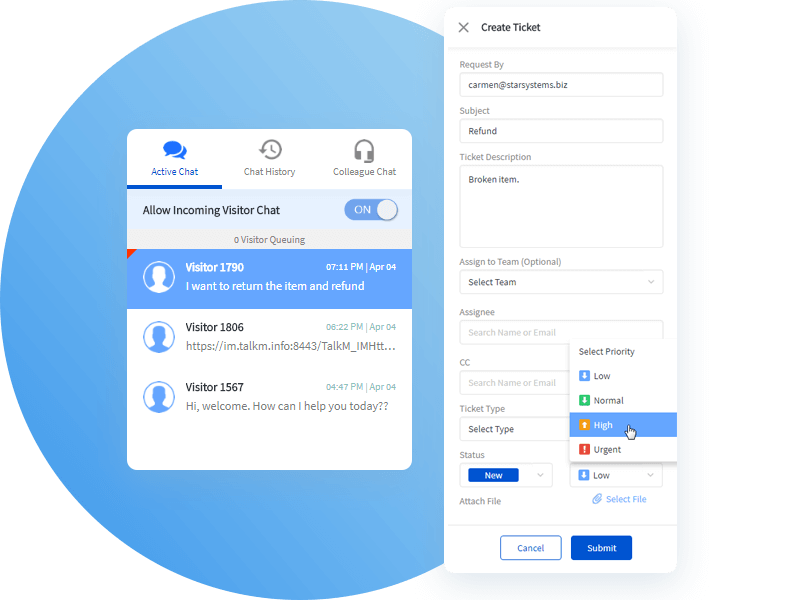 Active Chat
Chat History
Colleague Chat
Allow Incoming Visitor Chat
ON
0 Visitor Queuing
Visitor 1790
07:11 PM | Apr 04
I want to return the item and refund
Visitor 1806
06:22 PM | Apr 04
https://im.talkm.info:8443/TalkM_IMHtt...
Visitor 1567
04:47 PM | Apr 04
Hi, welcome. How can I help you today??
Create Ticket
Request By
carmen@starsystems.biz
Subject
Refund
Ticket Description
Broken item.
Assign to Team (Optional)
Select Team
Assignee
Search Name or Email
CC
Search Name or Email
Ticket Type
Select Type
Select Priority
Low
Normal
High
Urgent
Status
New
Low
Attach File
Select File
Cancel
Submit